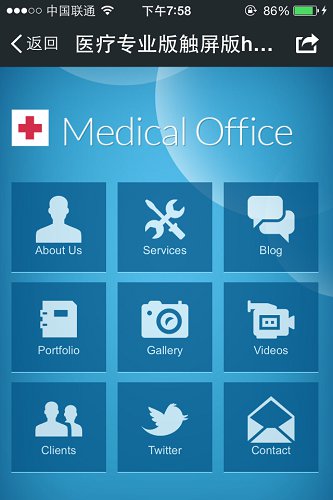 中国联通 下午7:58 86%
返回 医疗专业版触屏版h...
Medical Office
About Us Services Blog
Portfolio Gallery Videos
Clients Twitter Contact